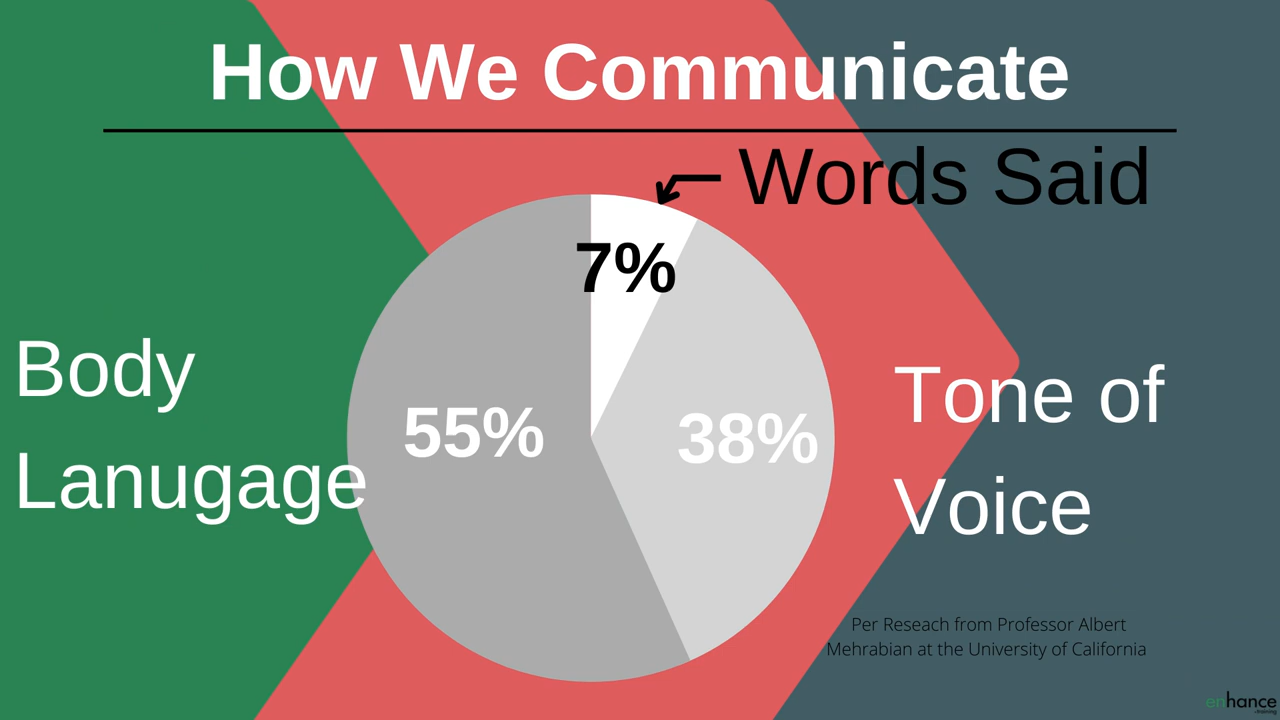 How We Communicate
Words Said
7%
Body
Lanugage
55%
38%
Tone of
Voice
Per Reseach from Professor Albert
Mehrabian at the University of California
enhance
.training